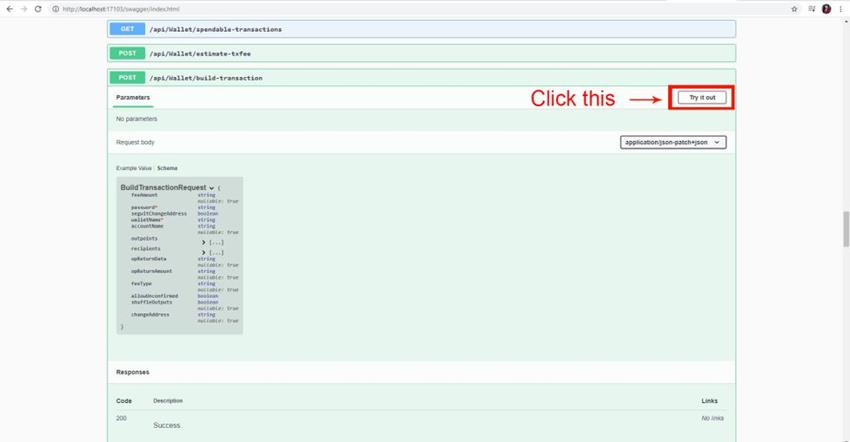 http://localhost:17103/swagger/index.html
GET /api/Wallet/spendable-transactions
POST /api/Wallet/estimate-txfee
POST /api/Wallet/build-transaction
Parameters
Click this
Try it out
No parameters
Request body
application/json-patch+json
Example Value | Schema
BuildTransactionRequest {
feeAmount string
nullable: true
password* string
segwitChangeAddress boolean
walletName* string
accountName string
nullable: true
outpoints > [...]
recipients > [...]
opReturnData string
nullable: true
opReturnAmount string
nullable: true
feeType string
nullable: true
allowUnconfirmed boolean
shuffleOutputs boolean
nullable: true
changeAddress string
nullable: true
}
Responses
Code Description Links
200 Success No links